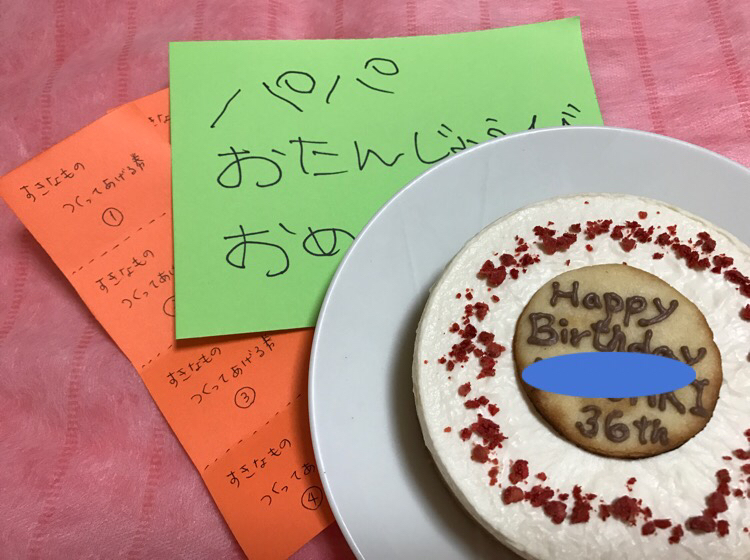 パパ
おたんじょうび
おめ
すきなもの
つくってあげる券
①
すきなもの
つくってあ
すきなもの
つくってあげる券
③
すきなもの
つくってあ
④
Happy
Birthday
36th